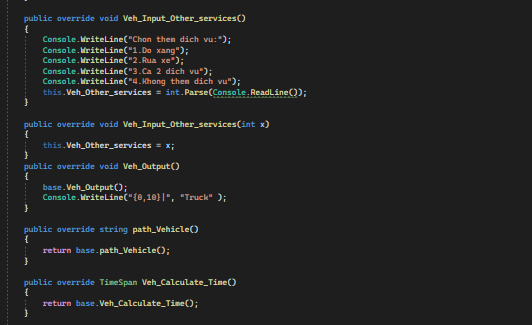 public override void Veh_Input_Other_services()
{
Console.WriteLine("Chon them dich vu:");
Console.WriteLine("1.Do xang");
Console.WriteLine("2.Rua xe");
Console.WriteLine("3.Ca 2 dich vu");
Console.WriteLine("4.Khong them dich vu");
this.Veh_Other_services = int.Parse(Console.ReadLine());
}
public override void Veh_Input_Other_services(int x)
{
this.Veh_Other_services = x;
}
public override void Veh_Output()
{
base.Veh_Output();
Console.WriteLine("{0,10}|", "Truck" );
}
public override string path_Vehicle()
{
return base.path_Vehicle();
}
public override TimeSpan Veh_Calculate_Time()
{
return base.Veh_Calculate_Time();
}